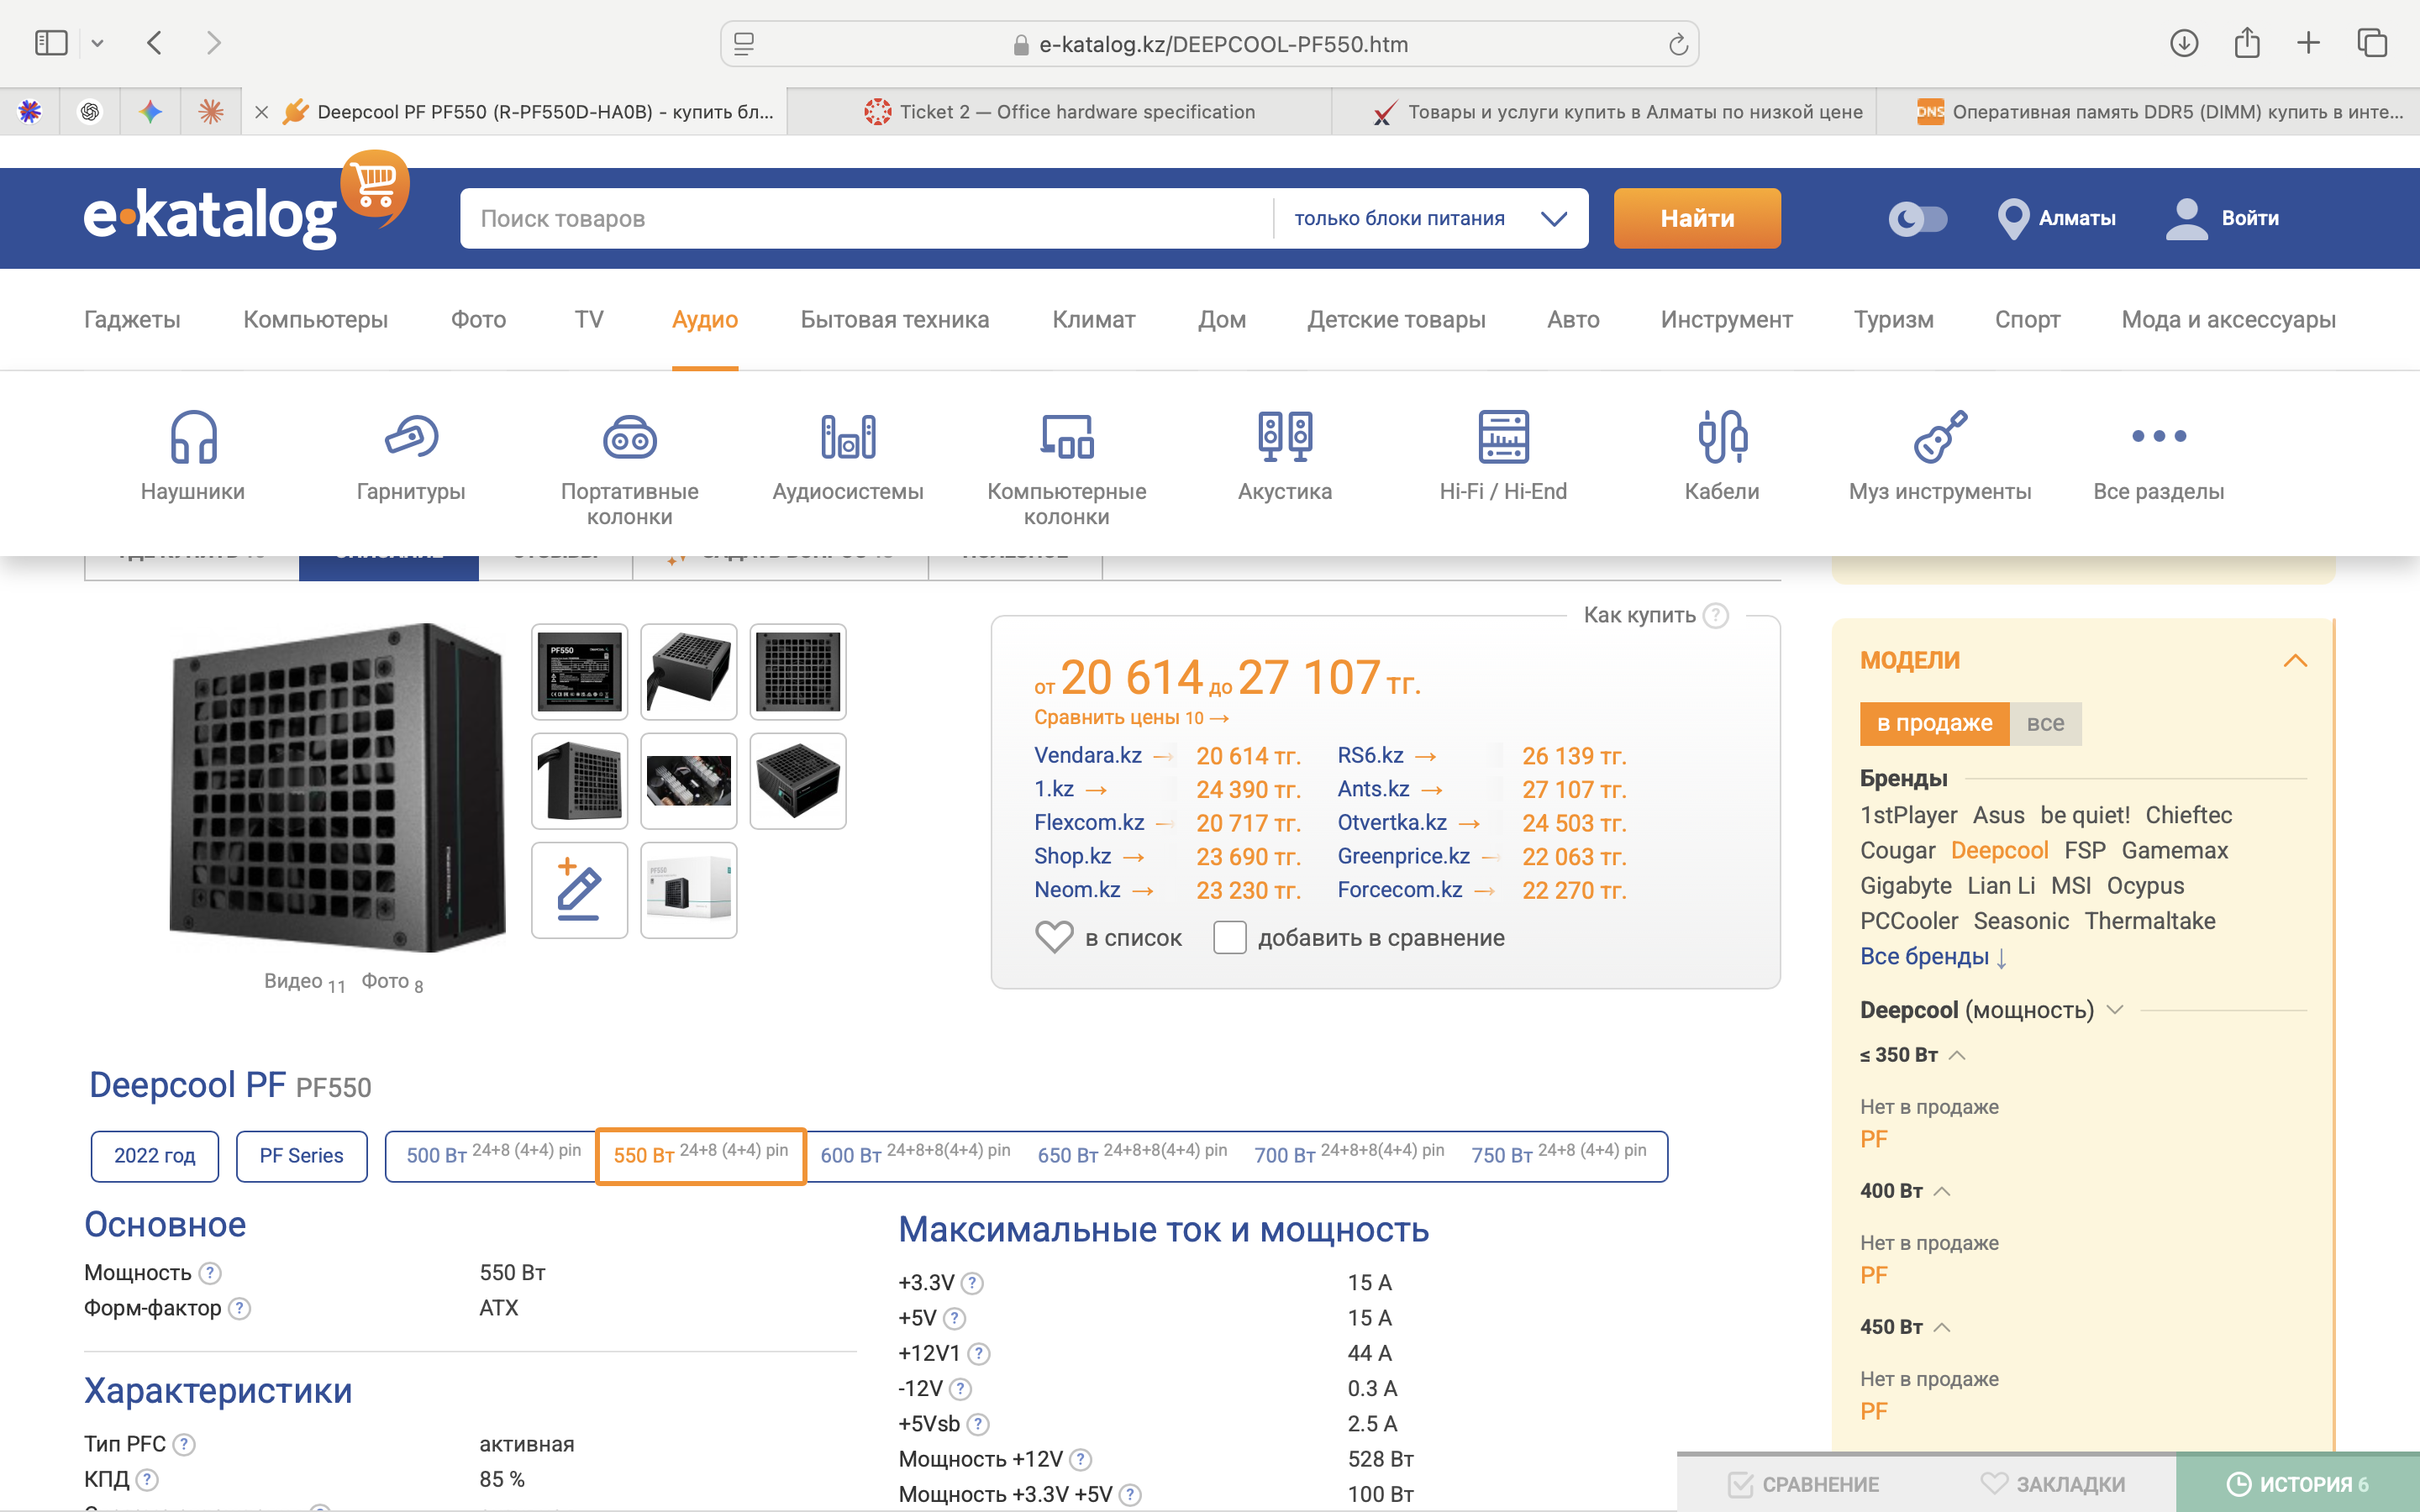 e-katalog.kz/DEEPCOOL-PF550.htm
Deepcool PF PF550 (R-PF550D-HA0B) - купить бл...
Ticket 2 — Office hardware specification
Товары и услуги купить в Алматы по низкой цене
DNS
Оперативная память DDR5 (DIMM) купить в инте...
e-katalog
Поиск товаров
только блоки питания
Найти
Алматы
Войти
Гаджеты
Компьютеры
Фото
TV
Аудио
Бытовая техника
Климат
Дом
Детские товары
Авто
Инструмент
Туризм
Спорт
Мода и аксессуары
Наушники
Гарнитуры
Портативные
колонки
Аудиосистемы
Компьютерные
колонки
Акустика
Hi-Fi / Hi-End
Кабели
Муз инструменты
Все разделы
PF550
PF550
Видео 11 Фото 8
Как купить ?
от 20 614 до 27 107 тг.
Сравнить цены 10 →
Vendara.kz → 20 614 тг. RS6.kz → 26 139 тг.
1.kz → 24 390 тг. Ants.kz → 27 107 тг.
Flexcom.kz → 20 717 тг. Otvertka.kz → 24 503 тг.
Shop.kz → 23 690 тг. Greenprice.kz → 22 063 тг.
Neom.kz → 23 230 тг. Forcecom.kz → 22 270 тг.
в список
добавить в сравнение
Deepcool PF PF550
2022 год
PF Series
500 Вт 24+8 (4+4) pin
550 Вт 24+8 (4+4) pin
600 Вт 24+8+8(4+4) pin
650 Вт 24+8+8(4+4) pin
700 Вт 24+8+8(4+4) pin
750 Вт 24+8 (4+4) pin
Основное
Мощность ? 550 Вт
Форм-фактор ? ATX
Характеристики
Тип PFC ? активная
КПД ? 85 %
Максимальные ток и мощность
+3.3V ? 15 А
+5V ? 15 А
+12V1 ? 44 А
-12V ? 0.3 А
+5Vsb ? 2.5 А
Мощность +12V ? 528 Вт
Мощность +3.3V +5V ? 100 Вт
МОДЕЛИ
в продаже
все
Бренды
1stPlayer Asus be quiet! Chieftec
Cougar Deepcool FSP Gamemax
Gigabyte Lian Li MSI Ocypus
PCCooler Seasonic Thermaltake
Все бренды ↓
Deepcool (мощность)
≤ 350 Вт
Нет в продаже
PF
400 Вт
Нет в продаже
PF
450 Вт
Нет в продаже
PF
СРАВНЕНИЕ
ЗАКЛАДКИ
ИСТОРИЯ 6